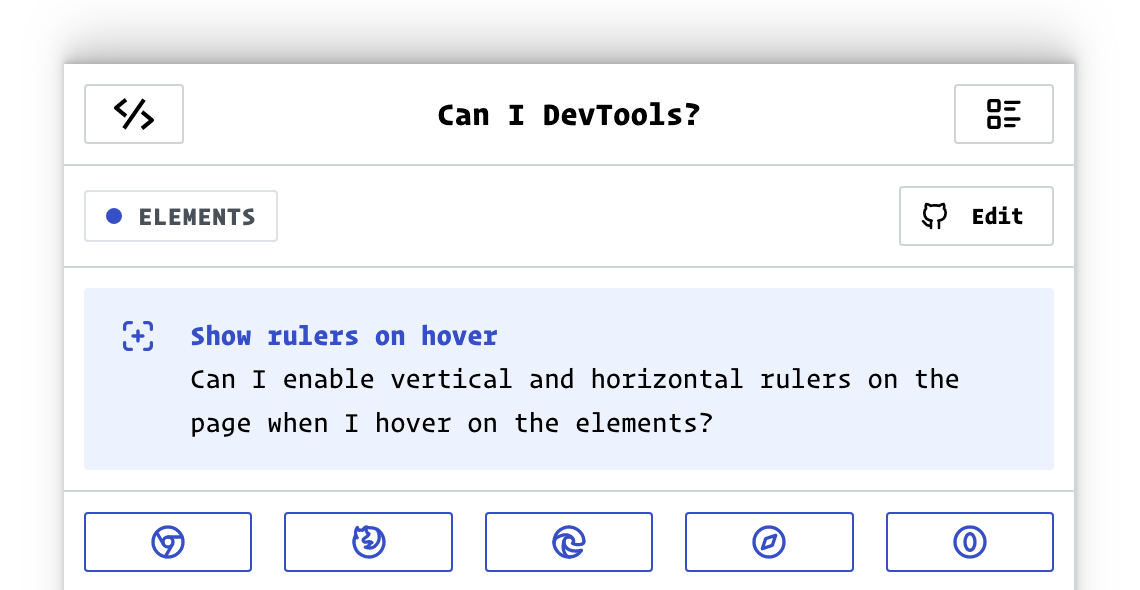 Can I DevTools?
ELEMENTS
Edit
Show rulers on hover
Can I enable vertical and horizontal rulers on the
page when I hover on the elements?